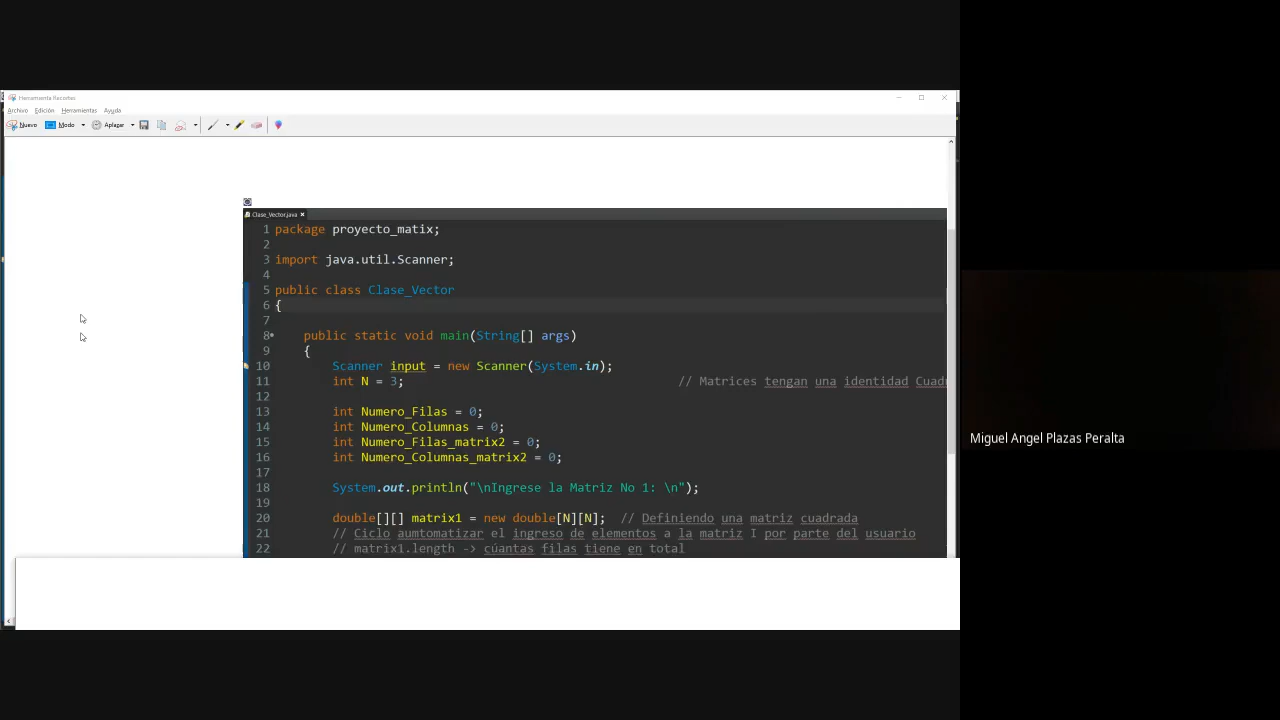 Herramienta Recortes
Archivo Edición Herramientas Ayuda
Nuevo Modo Aplazar
Clase_Vector.java
1 package proyecto_matix;
2
3 import java.util.Scanner;
4
5 public class Clase_Vector
6 {
7
8 public static void main(String[] args)
9 {
10 Scanner input = new Scanner(System.in);
11 int N = 3; // Matrices tengan una identidad Cuad
12
13 int Numero_Filas = 0;
14 int Numero_Columnas = 0;
15 int Numero_Filas_matrix2 = 0;
16 int Numero_Columnas_matrix2 = 0;
17
18 System.out.println("\nIngrese la Matriz No 1: \n");
19
20 double[][] matrix1 = new double[N][N]; // Definiendo una matriz cuadrada
21 // Ciclo aumtomatizar el ingreso de elementos a la matriz I por parte del usuario
22 // matrix1.length -> cúantas filas tiene en total
Miguel Angel Plazas Peralta